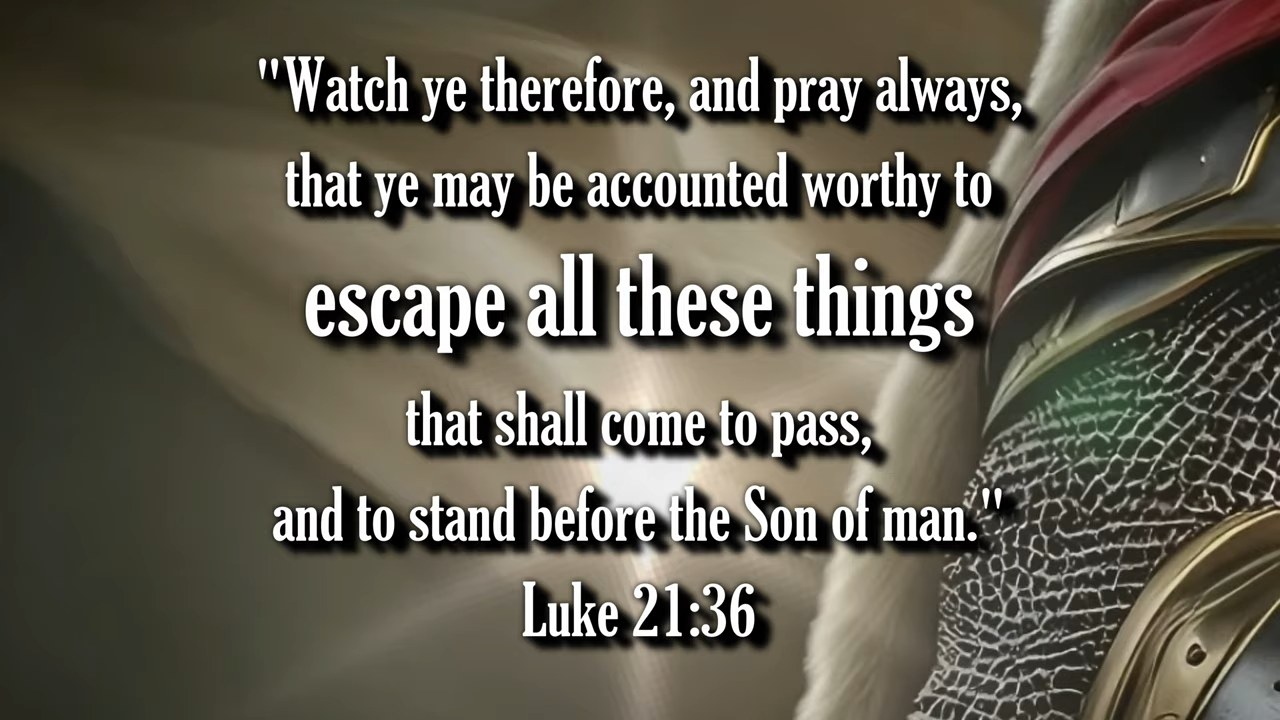 "Watch ye therefore, and pray always,
that ye may be accounted worthy to
escape all these things
that shall come to pass,
and to stand before the Son of man."
Luke 21:36